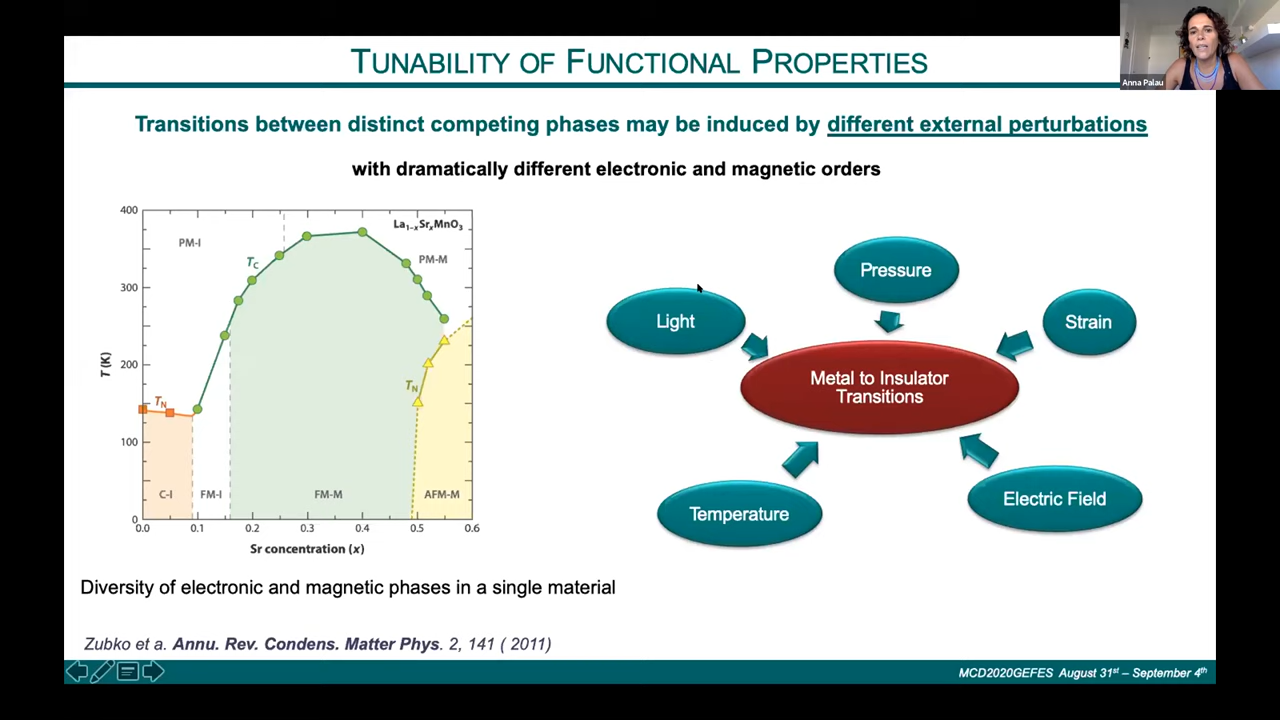 TUNABILITY OF FUNCTIONAL PROPERTIES
Anna Palau
Transitions between distinct competing phases may be induced by different external perturbations
with dramatically different electronic and magnetic orders
400
300
200
100
0
T (K)
La1−xSrxMnO3
PM-I
PM-M
TC
TN
TN
C-I
FM-I
FM-M
AFM-M
0.0 0.1 0.2 0.3 0.4 0.5 0.6
Sr concentration (x)
Pressure
Light
Strain
Metal to Insulator
Transitions
Temperature
Electric Field
Diversity of electronic and magnetic phases in a single material
Zubko et a. Annu. Rev. Condens. Matter Phys. 2, 141 ( 2011)
MCD2020GEFES August 31st – September 4th